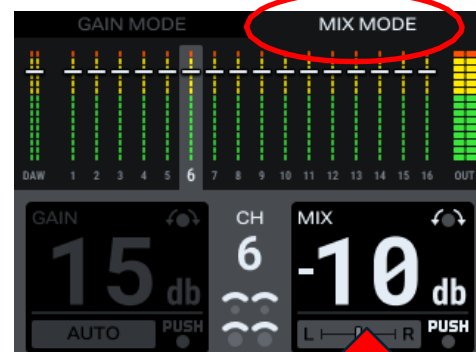 GAIN MODE MIX MODE
DAW 1 2 3 4 5 6 7 8 9 10 11 12 13 14 15 16 OUT
GAIN CH MIX
15 db 6 -10 db
AUTO PUSH L R PUSH